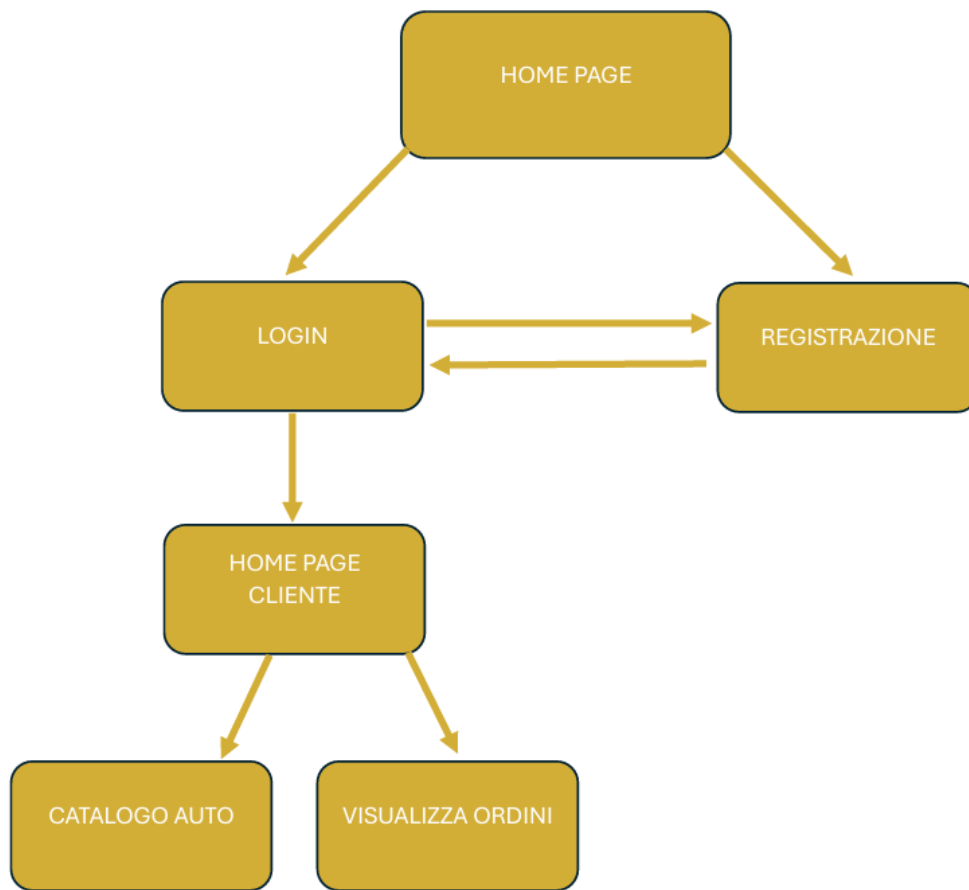 HOME PAGE
LOGIN
REGISTRAZIONE
HOME PAGE
CLIENTE
CATALOGO AUTO
VISUALIZZA ORDINI